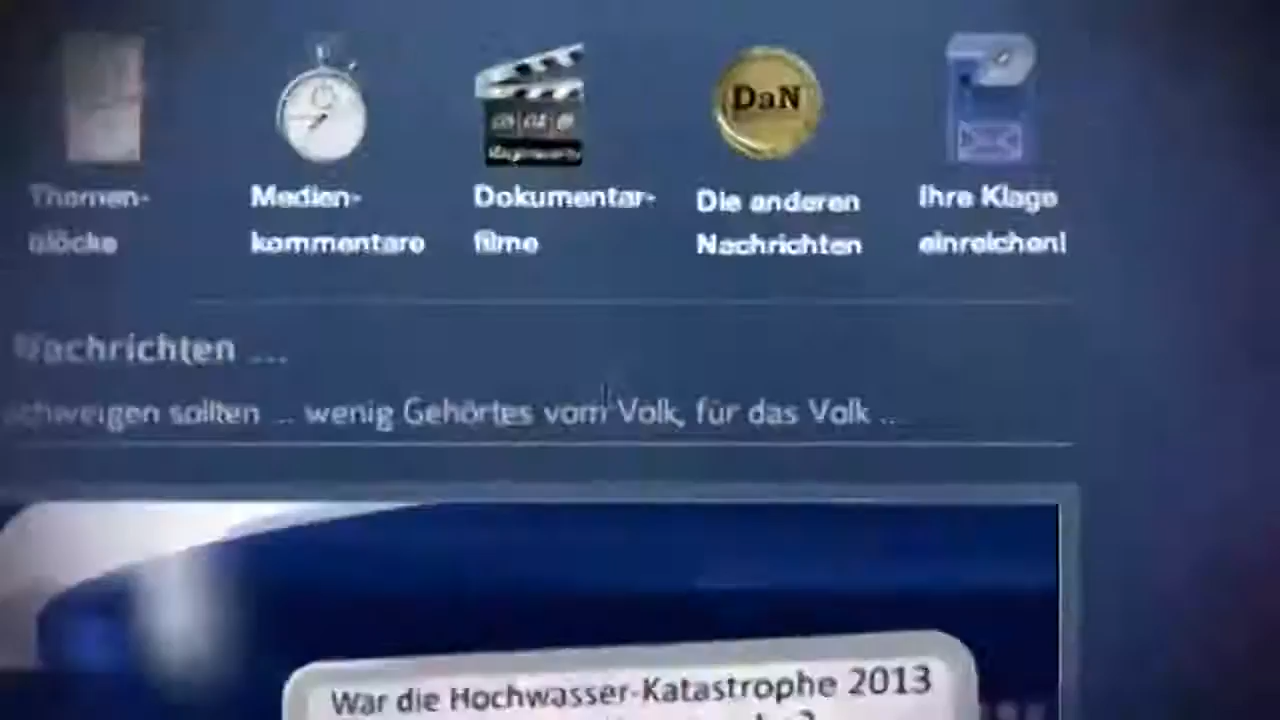 DaN
Themen-
blöcke
Medien-
kommentare
Dokumentar-
filme
Die anderen
Nachrichten
Ihre Klage
einreichen!
Nachrichten ...
schweigen sollten ... wenig Gehörtes vom Volk, für das Volk ...
War die Hochwasser-Katastrophe 2013